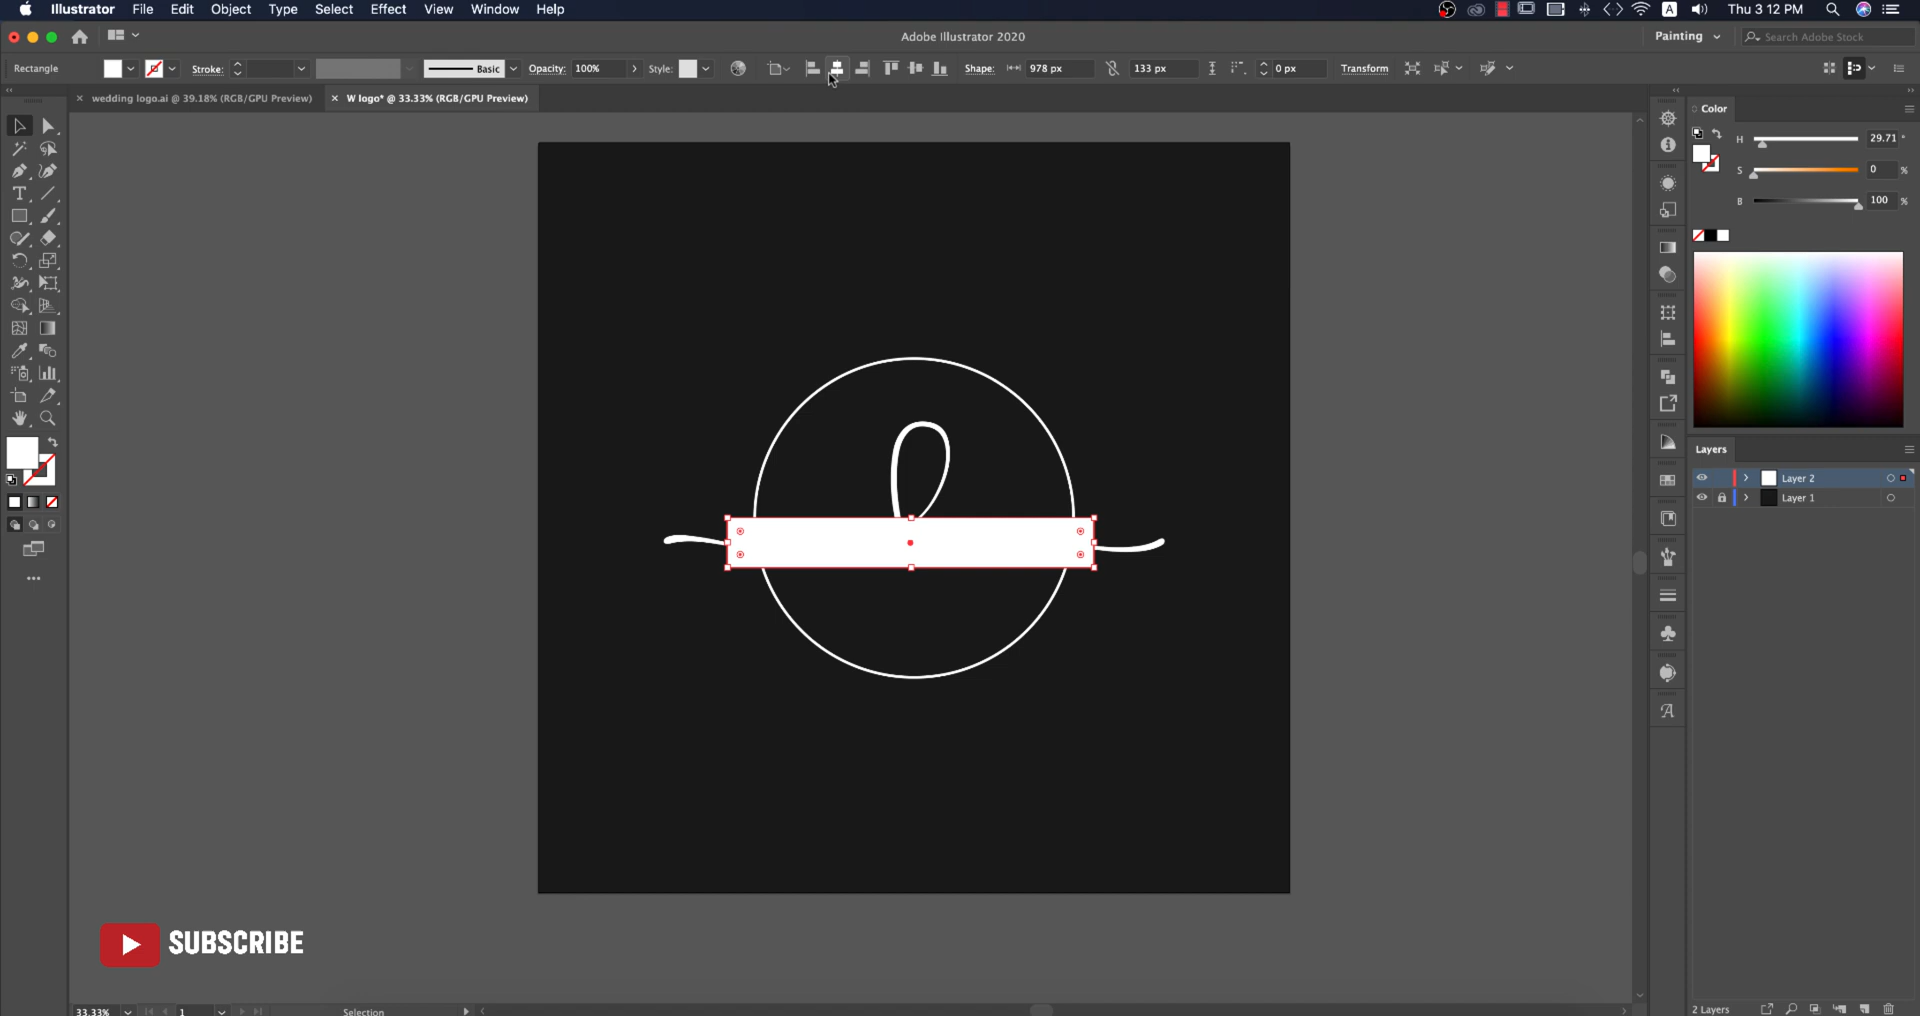 Illustrator File Edit Object Type Select Effect View Window Help
A Thu 3 12 PM
Adobe Illustrator 2020
Painting
Search Adobe Stock
Rectangle Stroke: Basic Opacity: 100% Style: Shape: 978 px 133 px 0 px Transform
wedding logo.ai @ 39.18% (RGB/GPU Preview) W logo* @ 33.33% (RGB/GPU Preview)
Color
H 29.71 °
S 0 %
B 100 %
Layers
Layer 2
Layer 1
SUBSCRIBE
33.33% 1 Selection
2 Layers